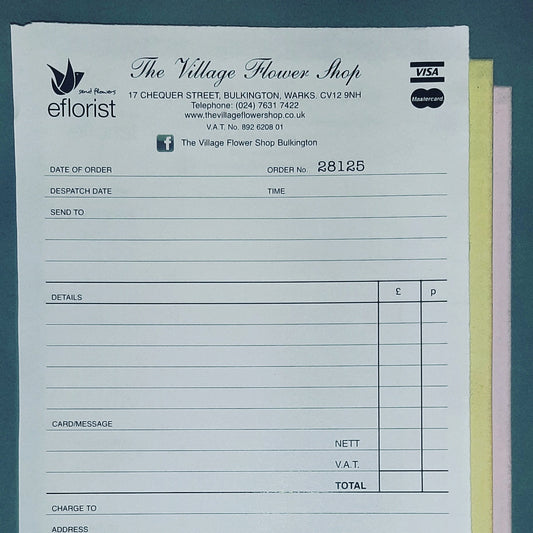 The Village Flower Shop
send flowers
eflorist
VISA
Mastercard
17 CHEQUER STREET, BULKINGTON, WARKS. CV12 9NH
Telephone: (024) 7631 7422
www.thevillageflowershop.co.uk
V.A.T. No. 892 6208 01
f The Village Flower Shop Bulkington
DATE OF ORDER ORDER No. 28125
DESPATCH DATE TIME
SEND TO
DETAILS £ p
CARD/MESSAGE
NETT
V.A.T.
TOTAL
CHARGE TO
ADDRESS